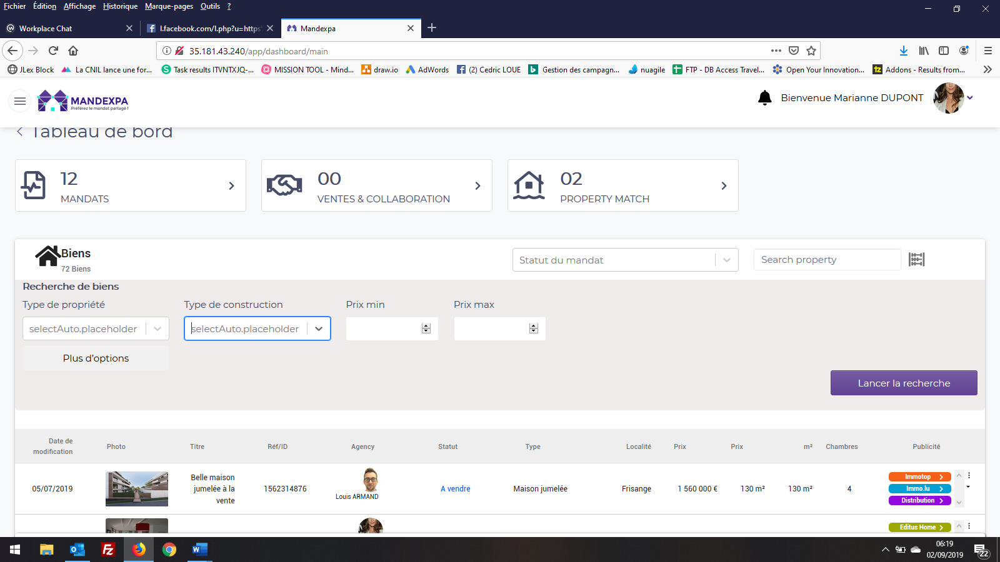 Fichier Édition Affichage Historique Marque-pages Outils ?
Workplace Chat
l.facebook.com/l.php?u=https
Mandexpa
35.181.43.240/app/dashboard/main
JLex Block La CNIL lance une for... Task results ITVNTXJQ-... MISSION TOOL - Mind... draw.io AdWords (2) Cedric LOUE Gestion des campagn... nuagile FTP - DB Access Travel... Open Your Innovation... Addons - Results from...
MANDEXPA
Préférez le mandat partagé !
Bienvenue Marianne DUPONT
Tableau de bord
12
MANDATS
00
VENTES & COLLABORATION
02
PROPERTY MATCH
Biens
72 Biens
Statut du mandat
Search property
Recherche de biens
Type de propriété Type de construction Prix min Prix max
selectAuto.placeholder selectAuto.placeholder
Plus d'options
Lancer la recherche
Date de modification Photo Titre Réf/ID Agency Statut Type Localité Prix Prix m² Chambres Publicité
05/07/2019
Belle maison
jumelée à la
vente
1562314876
Louis ARMAND
A vendre
Maison jumelée
Frisange
1 560 000 €
130 m²
130 m²
4
Immotop
Immo.lu
Distribution
Editus Home
06:19
02/09/2019
22